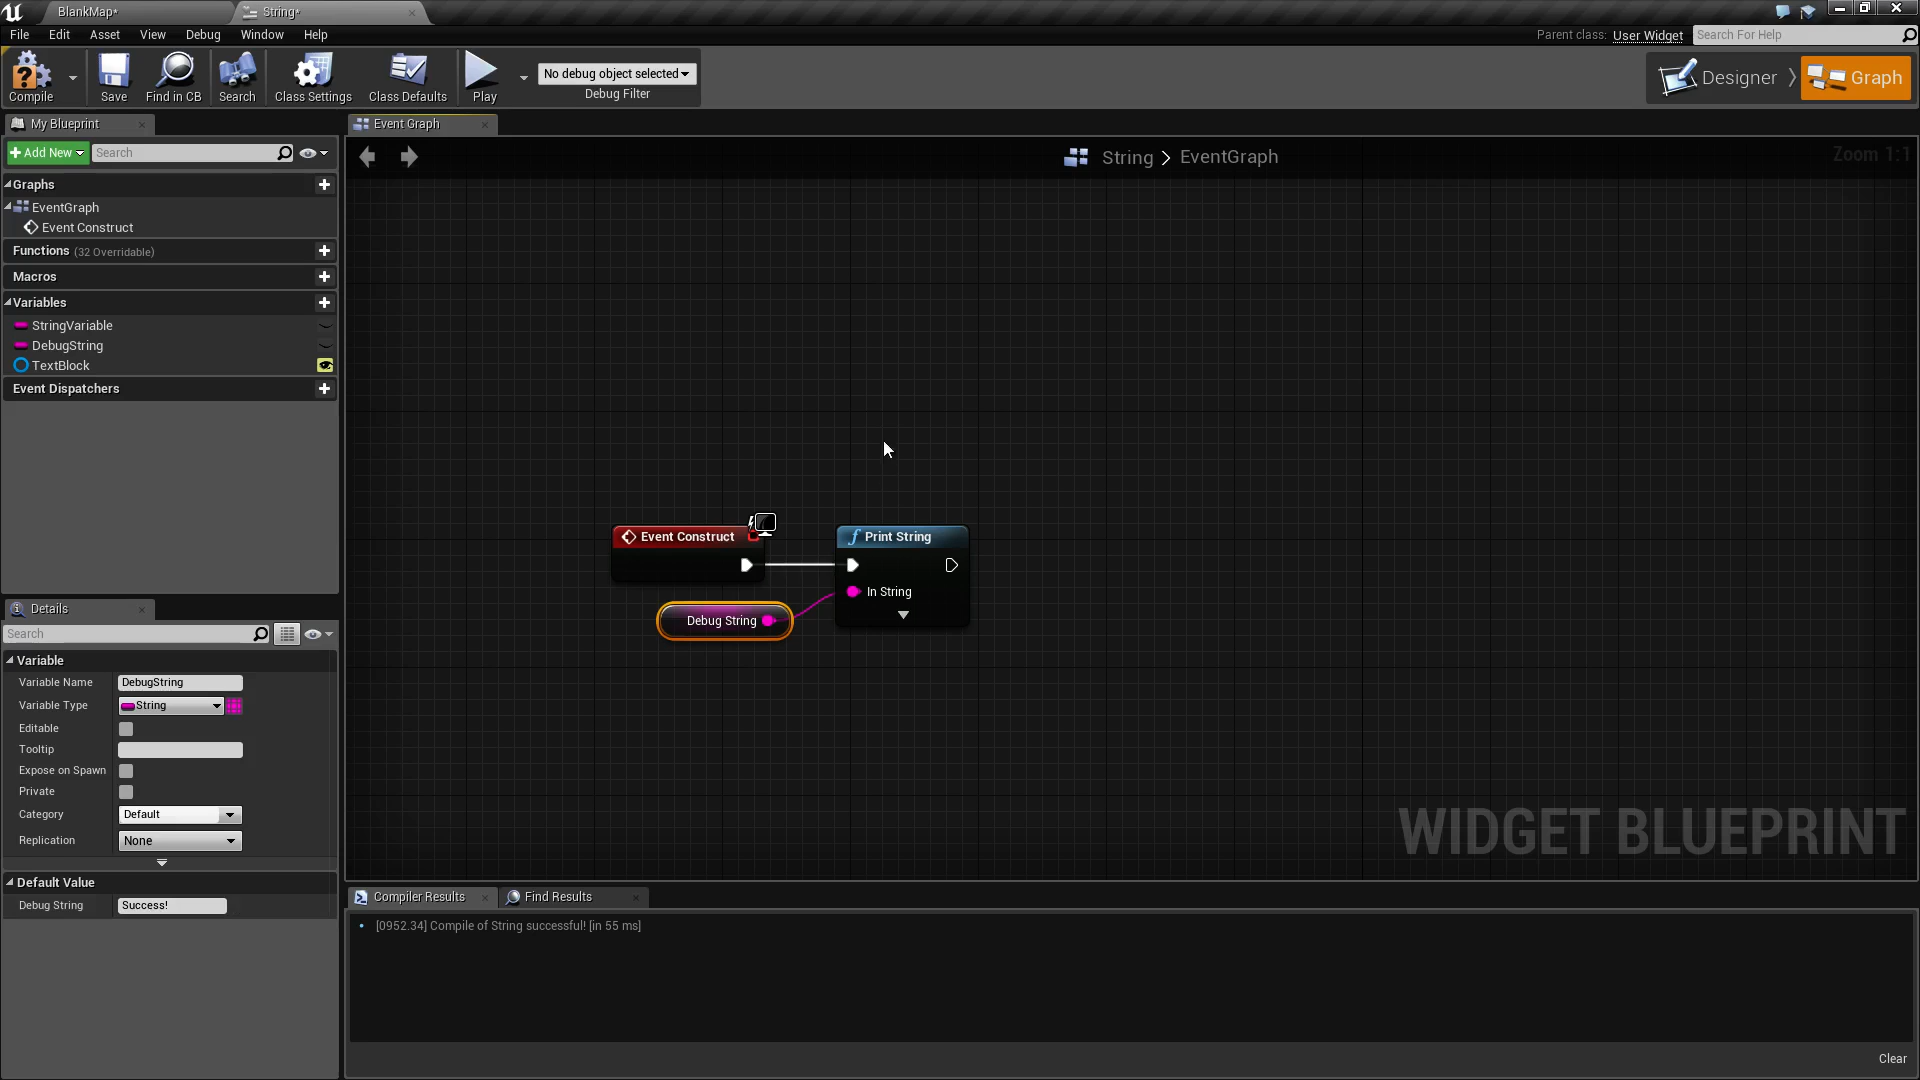 BlankMap*
String*
File Edit Asset View Debug Window Help
Parent class: User Widget
Search For Help
Compile
Save
Find in CB
Search
Class Settings
Class Defaults
Play
No debug object selected
Debug Filter
Designer
Graph
My Blueprint
Add New
Search
Graphs
EventGraph
Event Construct
Functions (32 Overridable)
Macros
Variables
StringVariable
DebugString
TextBlock
Event Dispatchers
Event Graph
String > EventGraph
Zoom 1:1
Event Construct
Print String
In String
Debug String
WIDGET BLUEPRINT
Details
Search
Variable
Variable Name DebugString
Variable Type String
Editable
Tooltip
Expose on Spawn
Private
Category Default
Replication None
Default Value
Debug String Success!
Compiler Results
Find Results
[0952.34] Compile of String successful! [in 55 ms]
Clear